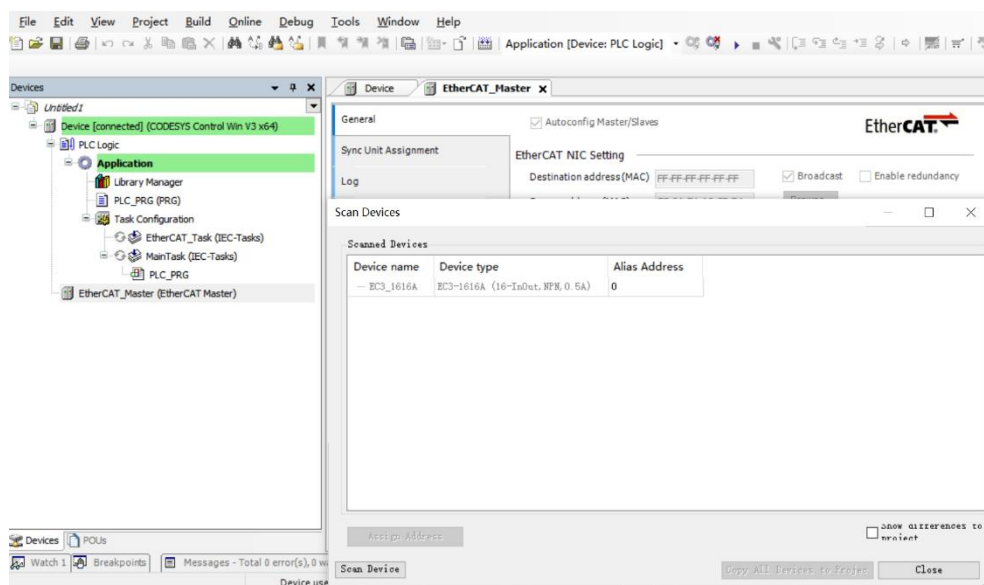 File Edit View Project Build Online Debug Tools Window Help
Application [Device: PLC Logic]
Devices
Untitled1
Device [connected] (CODESYS Control Win V3 x64)
PLC Logic
Application
Library Manager
PLC_PRG (PRG)
Task Configuration
EtherCAT_Task (IEC-Tasks)
MainTask (IEC-Tasks)
PLC_PRG
EtherCAT_Master (EtherCAT Master)
Devices POUs
Device EtherCAT_Master
General
Sync Unit Assignment
Log
Autoconfig Master/Slaves
EtherCAT
EtherCAT NIC Setting
Destination address (MAC) FF-FF-FF-FF-FF-FF Broadcast Enable redundancy
Scan Devices
Scanned Devices
Device name Device type Alias Address
EC3_1616A EC3-1616A (16-InOut, NPN, 0.5A) 0
Assign Address
Show differences to project
Scan Device Copy All Devices to Projec Close
Watch 1 Breakpoints Messages - Total 0 error(s), 0 w
Device use